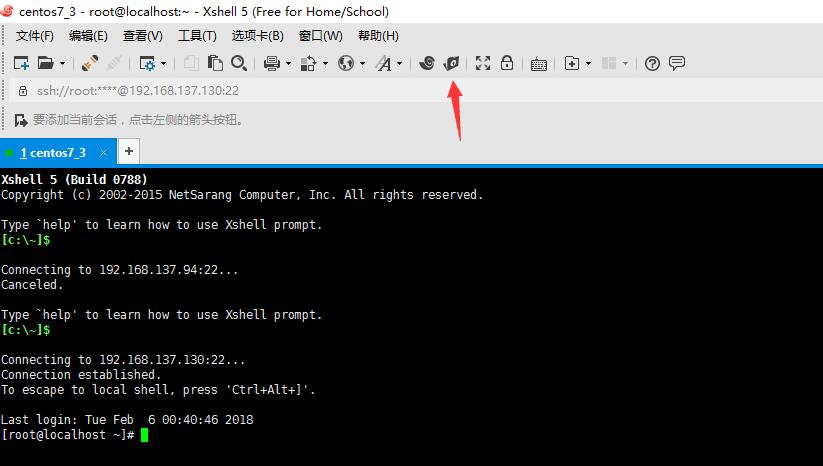 centos7_3 - root@localhost:~ - Xshell 5 (Free for Home/School)
文件(F) 编辑(E) 查看(V) 工具(T) 选项卡(B) 窗口(W) 帮助(H)
ssh://root:****@192.168.137.130:22
要添加当前会话，点击左侧的箭头按钮。
1 centos7_3 × +
Xshell 5 (Build 0788)
Copyright (c) 2002-2015 NetSarang Computer, Inc. All rights reserved.
Type `help' to learn how to use Xshell prompt.
[c:\~]$
Connecting to 192.168.137.94:22...
Canceled.
Type `help' to learn how to use Xshell prompt.
[c:\~]$
Connecting to 192.168.137.130:22...
Connection established.
To escape to local shell, press 'Ctrl+Alt+]'.
Last login: Tue Feb  6 00:40:46 2018
[root@localhost ~]#